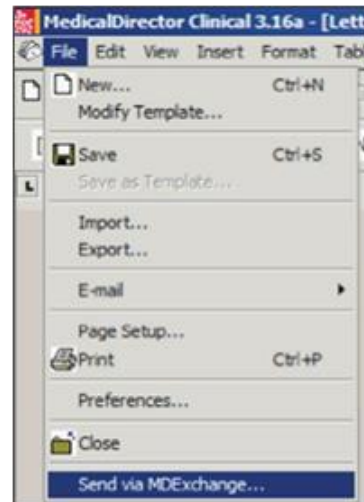 MedicalDirector Clinical 3.16a - [Lett
File Edit View Insert Format Tabl
New... Ctrl+N
Modify Template...
Save Ctrl+S
Save as Template...
Import...
Export...
E-mail
Page Setup...
Print Ctrl+P
Preferences...
Close
Send via MDExchange...